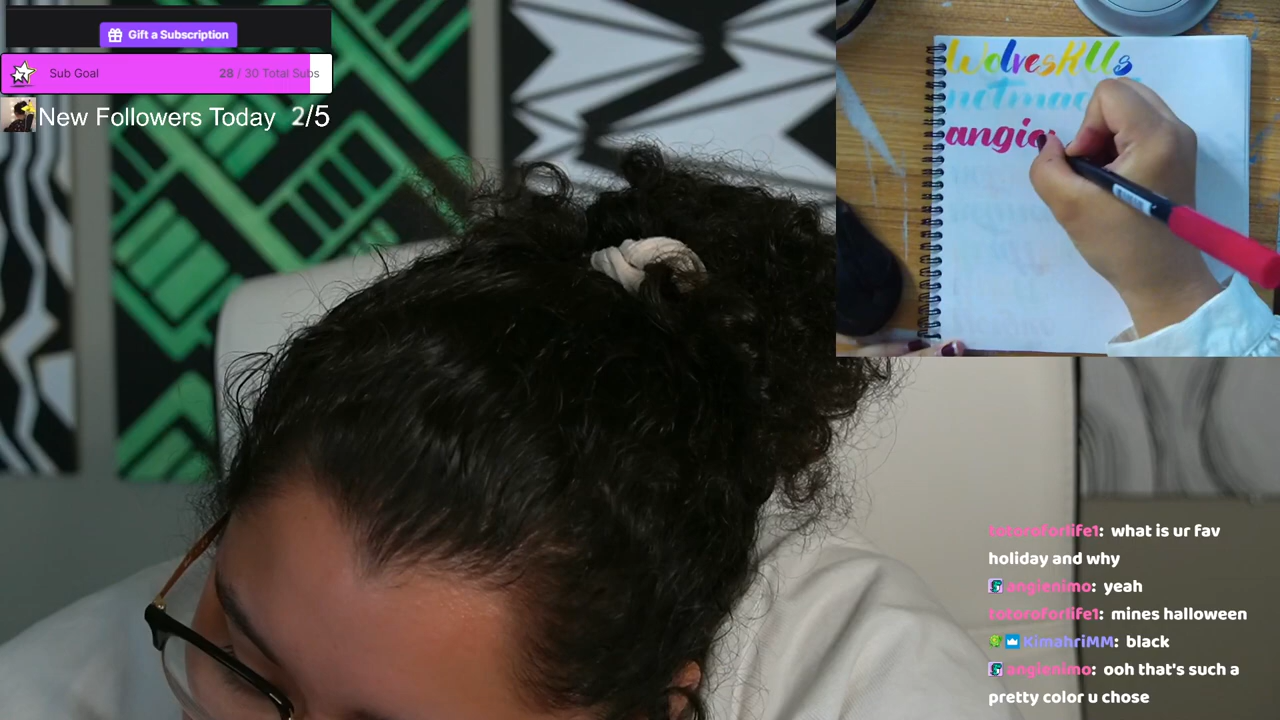 Gift a Subscription
Sub Goal
28 / 30 Total Subs
New Followers Today 2/5
WolvesKIlls
angie
totoroforlife1: what is ur fav
holiday and why
angienimo: yeah
totoroforlife1: mines halloween
KimahriMM: black
angienimo: ooh that's such a
pretty color u chose